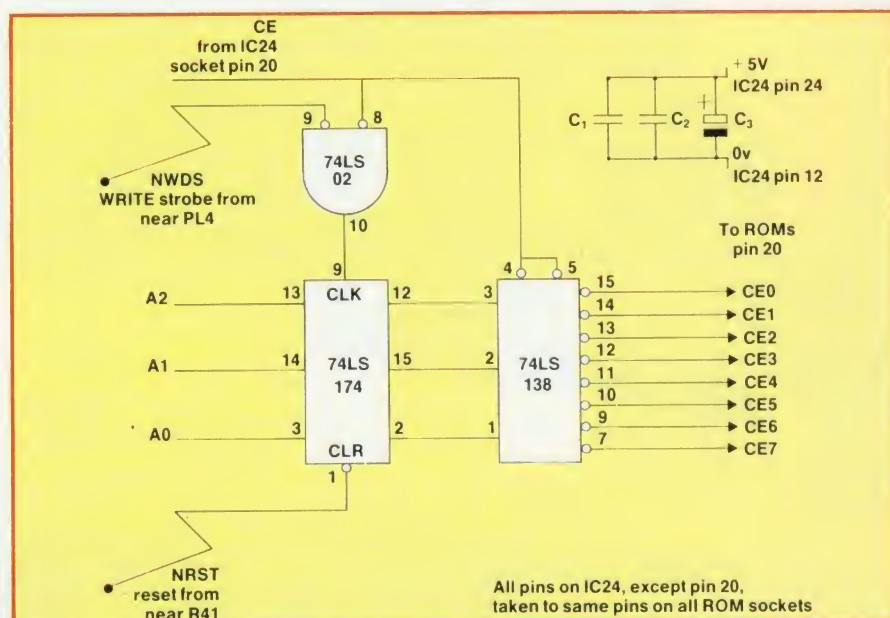 CE
from IC24
socket pin 20
9
8
74LS
02
NWDS
WRITE strobe from
near PL4
10
+ 5V
IC24 pin 24
+
C1
C2
C3
0v
IC24 pin 12
To ROMs
pin 20
9
CLK
4
5
A2
13
12
3
A1
14
15
2
74LS
174
74LS
138
A0
3
2
1
CLR
1
15
CE0
14
CE1
13
CE2
12
CE3
11
CE4
10
CE5
9
CE6
7
CE7
NRST
reset from
near R41
All pins on IC24, except pin 20,
taken to same pins on all ROM sockets